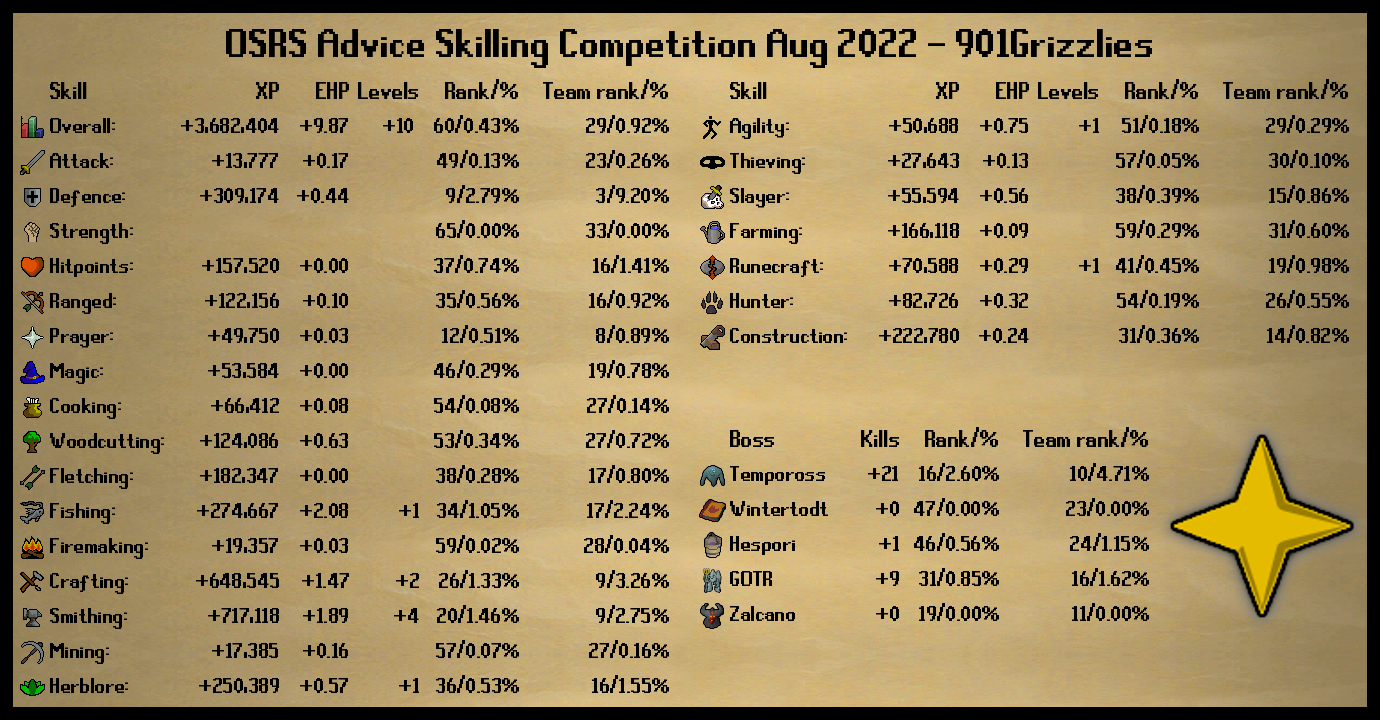 OSRS Advice Skilling Competition Aug 2022 - 901Grizzlies
Skill XP EHP Levels Rank/% Team rank/%
Overall: +3,682,404 +9.87 +10 60/0.43% 29/0.92%
Attack: +13,777 +0.17 49/0.13% 23/0.26%
Defence: +309,174 +0.44 9/2.79% 3/9.20%
Strength: 65/0.00% 33/0.00%
Hitpoints: +157,520 +0.00 37/0.74% 16/1.41%
Ranged: +122,156 +0.10 35/0.56% 16/0.92%
Prayer: +49,750 +0.03 12/0.51% 8/0.89%
Magic: +53,584 +0.00 46/0.29% 19/0.78%
Cooking: +66,412 +0.08 54/0.08% 27/0.14%
Woodcutting: +124,086 +0.63 53/0.34% 27/0.72%
Fletching: +182,347 +0.00 38/0.28% 17/0.80%
Fishing: +274,667 +2.08 +1 34/1.05% 17/2.24%
Firemaking: +19,357 +0.03 59/0.02% 28/0.04%
Crafting: +648,545 +1.47 +2 26/1.33% 9/3.26%
Smithing: +717,118 +1.89 +4 20/1.46% 9/2.75%
Mining: +17,385 +0.16 57/0.07% 27/0.16%
Herblore: +250,389 +0.57 +1 36/0.53% 16/1.55%
Skill XP EHP Levels Rank/% Team rank/%
Agility: +50,688 +0.75 +1 51/0.18% 29/0.29%
Thieving: +27,643 +0.13 57/0.05% 30/0.10%
Slayer: +55,594 +0.56 38/0.39% 15/0.86%
Farming: +166,118 +0.09 59/0.29% 31/0.60%
Runecraft: +70,588 +0.29 +1 41/0.45% 19/0.98%
Hunter: +82,726 +0.32 54/0.19% 26/0.55%
Construction: +222,780 +0.24 31/0.36% 14/0.82%
Boss Kills Rank/% Team rank/%
Tempoross +21 16/2.60% 10/4.71%
Wintertodt +0 47/0.00% 23/0.00%
Hespori +1 46/0.56% 24/1.15%
GOTR +9 31/0.85% 16/1.62%
Zalcano +0 19/0.00% 11/0.00%